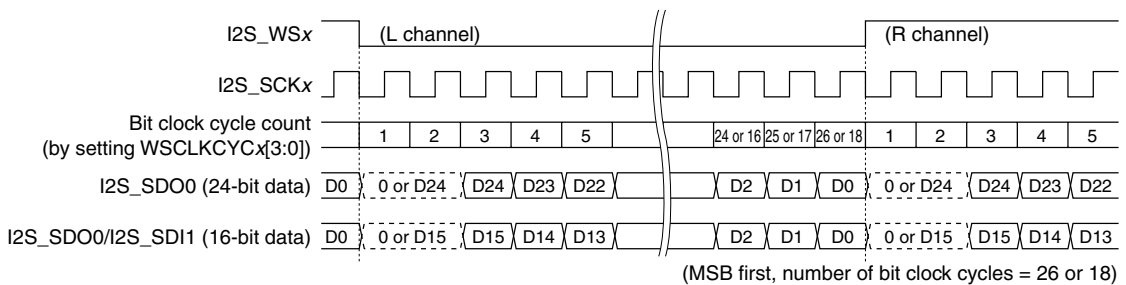 I2S_WSx (L channel) (R channel)
I2S_SCKx
Bit clock cycle count
(by setting WSCLKCYCx[3:0]) 1 2 3 4 5 24 or 16 25 or 17 26 or 18 1 2 3 4 5
I2S_SDO0 (24-bit data) D0 0 or D24 D24 D23 D22 D2 D1 D0 0 or D24 D24 D23 D22
I2S_SDO0/I2S_SDI1 (16-bit data) D0 0 or D15 D15 D14 D13 D2 D1 D0 0 or D15 D15 D14 D13
(MSB first, number of bit clock cycles = 26 or 18)